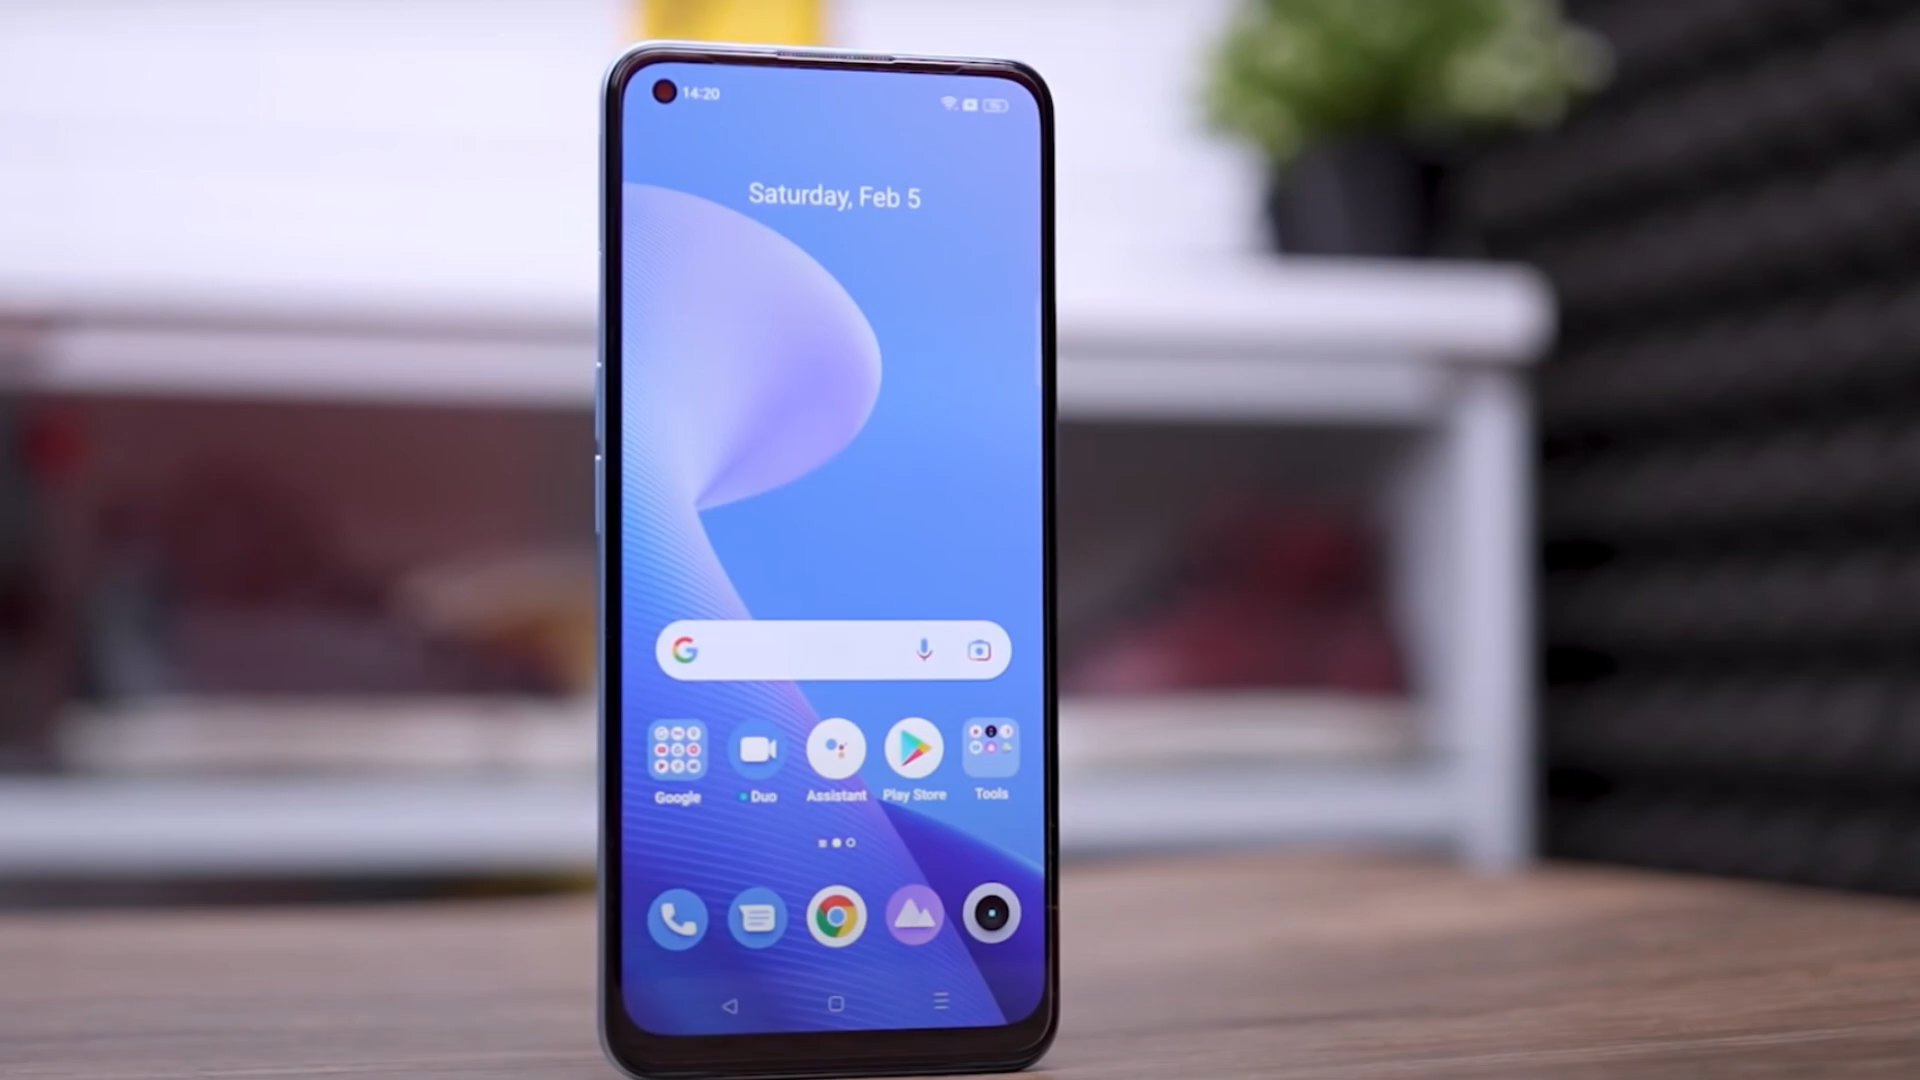 14:20
Saturday, Feb 5
Google
Duo
Assistant
Play Store
Tools